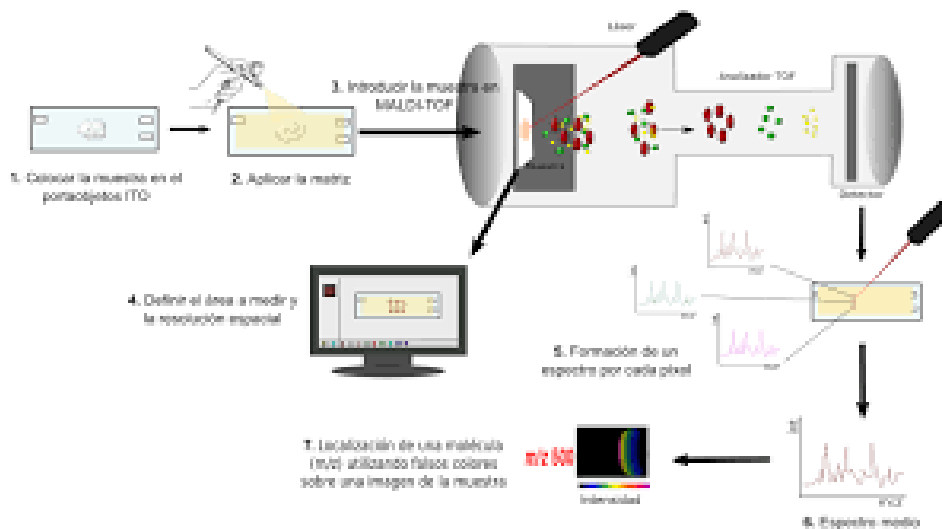 1. Colocar la muestra en el
portaobjetos ITO
2. Aplicar la matriz
3. Introducir la muestra en
MALDI-TOF
Láser
Analizador TOF
Detector
4. Definir el área a medir y
la resolución espacial
5. Formación de un
espectro por cada pixel
6. Espectro medio
m/z
7. Localización de una molécula
(m/z) utilizando falsos colores
sobre una imagen de la muestra
m/z 600
Intensidad